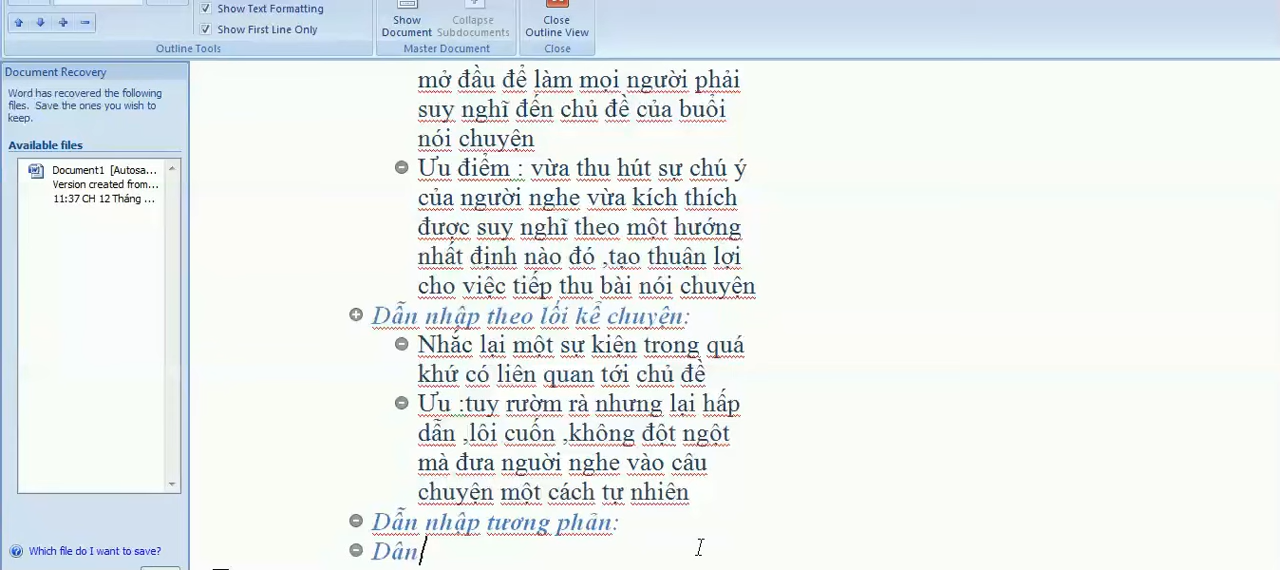 Show Text Formatting
Show First Line Only
Outline Tools
Show Document
Collapse Subdocuments
Master Document
Close Outline View
Close
Document Recovery
Word has recovered the following
files. Save the ones you wish to
keep.
Available files
Document1 [Autosa...
Version created from...
11:37 CH 12 Tháng ...
Which file do I want to save?
mở đầu để làm mọi người phải
suy nghĩ đến chủ đề của buổi
nói chuyện
Ưu điểm : vừa thu hút sự chú ý
của người nghe vừa kích thích
được suy nghĩ theo một hướng
nhất định nào đó ,tạo thuận lợi
cho việc tiếp thu bài nói chuyện
Dẫn nhập theo lối kể chuyện:
Nhắc lại một sự kiện trong quá
khứ có liên quan tới chủ đề
Ưu :tuy rườm rà nhưng lại hấp
dẫn ,lôi cuốn ,không đột ngột
mà đưa người nghe vào câu
chuyện một cách tự nhiên
Dẫn nhập tương phản:
Dân